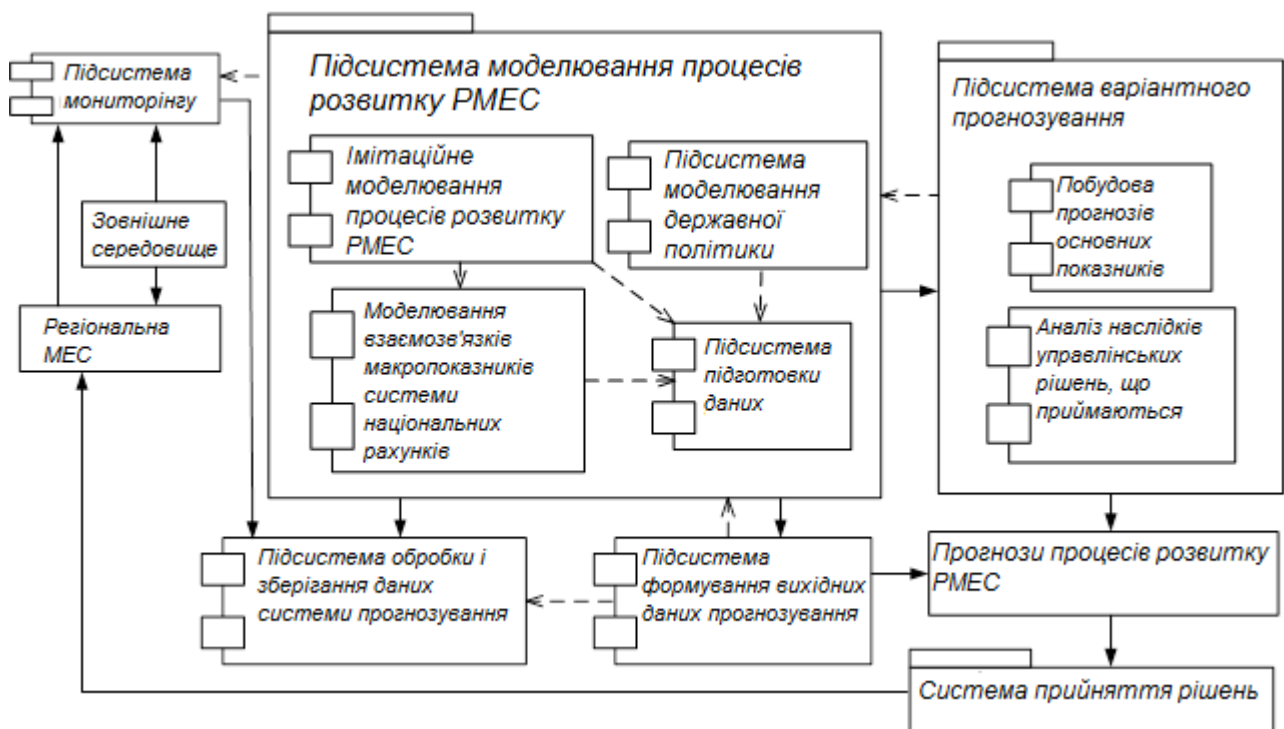 Підсистема
мониторінгу
Зовнішне
середовище
Регіональна
МЕС
Підсистема моделювання процесів
розвитку РМЕС
Імітаційне
моделювання
процесів розвитку
РМЕС
Підсистема
моделювання
державної
політики
Моделювання
взаємозв'язків
макропоказників
системи
національних
рахунків
Підсистема
підготовки
даних
Підсистема варіантного
прогнозування
Побудова
прогнозів
основних
показників
Аналіз наслідків
управлінських
рішень, що
приймаються
Підсистема обробки і
зберігання даних
системи прогнозування
Підсистема
формування вихідних
даних прогнозування
Прогнози процесів розвитку
РМЕС
Система прийняття рішень